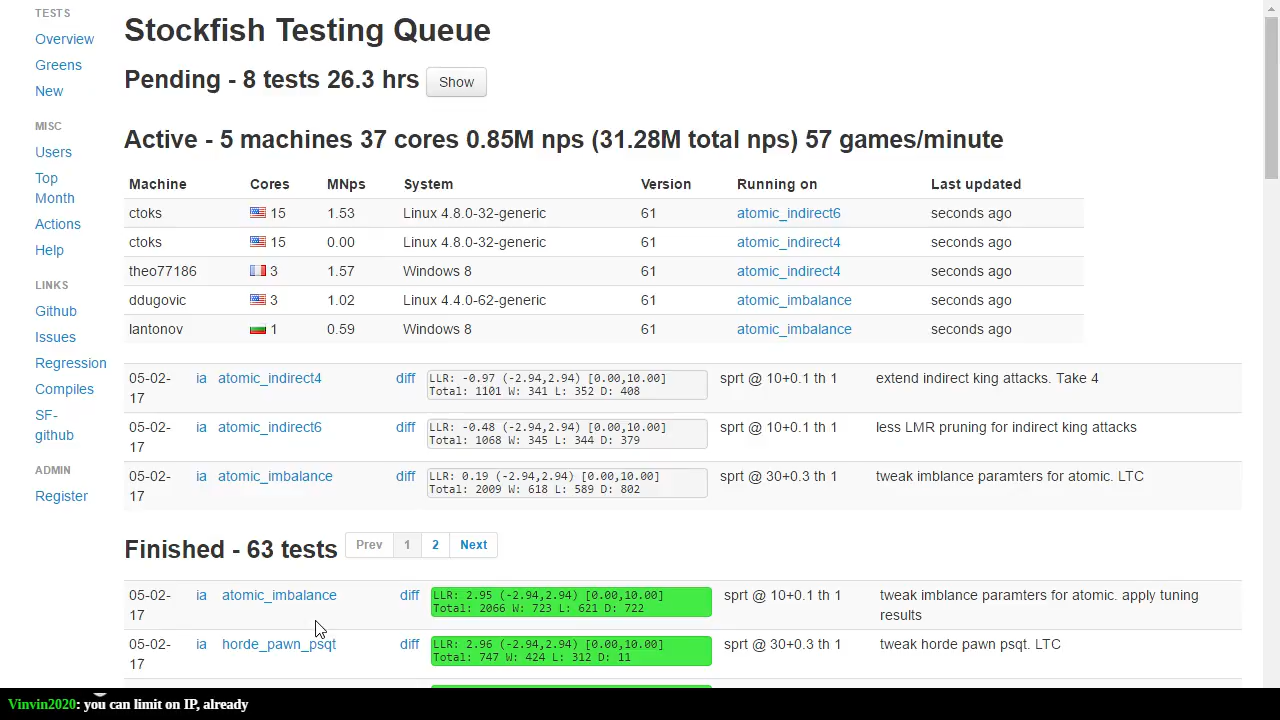 TESTS
Overview
Greens
New
MISC
Users
Top
Month
Actions
Help
LINKS
Github
Issues
Regression
Compiles
SF-
github
ADMIN
Register
Stockfish Testing Queue
Pending - 8 tests 26.3 hrs Show
Active - 5 machines 37 cores 0.85M nps (31.28M total nps) 57 games/minute
Machine Cores MNps System Version Running on Last updated
ctoks 15 1.53 Linux 4.8.0-32-generic 61 atomic_indirect6 seconds ago
ctoks 15 0.00 Linux 4.8.0-32-generic 61 atomic_indirect4 seconds ago
theo77186 3 1.57 Windows 8 61 atomic_indirect4 seconds ago
ddugovic 3 1.02 Linux 4.4.0-62-generic 61 atomic_imbalance seconds ago
lantonov 1 0.59 Windows 8 61 atomic_imbalance seconds ago
05-02- ia atomic_indirect4 diff LLR: -0.97 (-2.94,2.94) [0.00,10.00] sprt @ 10+0.1 th 1 extend indirect king attacks. Take 4
17 Total: 1101 W: 341 L: 352 D: 408
05-02- ia atomic_indirect6 diff LLR: -0.48 (-2.94,2.94) [0.00,10.00] sprt @ 10+0.1 th 1 less LMR pruning for indirect king attacks
17 Total: 1068 W: 345 L: 344 D: 379
05-02- ia atomic_imbalance diff LLR: 0.19 (-2.94,2.94) [0.00,10.00] sprt @ 30+0.3 th 1 tweak imblance paramters for atomic. LTC
17 Total: 2009 W: 618 L: 589 D: 802
Finished - 63 tests Prev 1 2 Next
05-02- ia atomic_imbalance diff LLR: 2.95 (-2.94,2.94) [0.00,10.00] sprt @ 10+0.1 th 1 tweak imblance paramters for atomic. apply tuning
17 Total: 2066 W: 723 L: 621 D: 722 results
05-02- ia horde_pawn_psqt diff LLR: 2.96 (-2.94,2.94) [0.00,10.00] sprt @ 30+0.3 th 1 tweak horde pawn psqt. LTC
17 Total: 747 W: 424 L: 312 D: 11
Vinvin2020: you can limit on IP, already